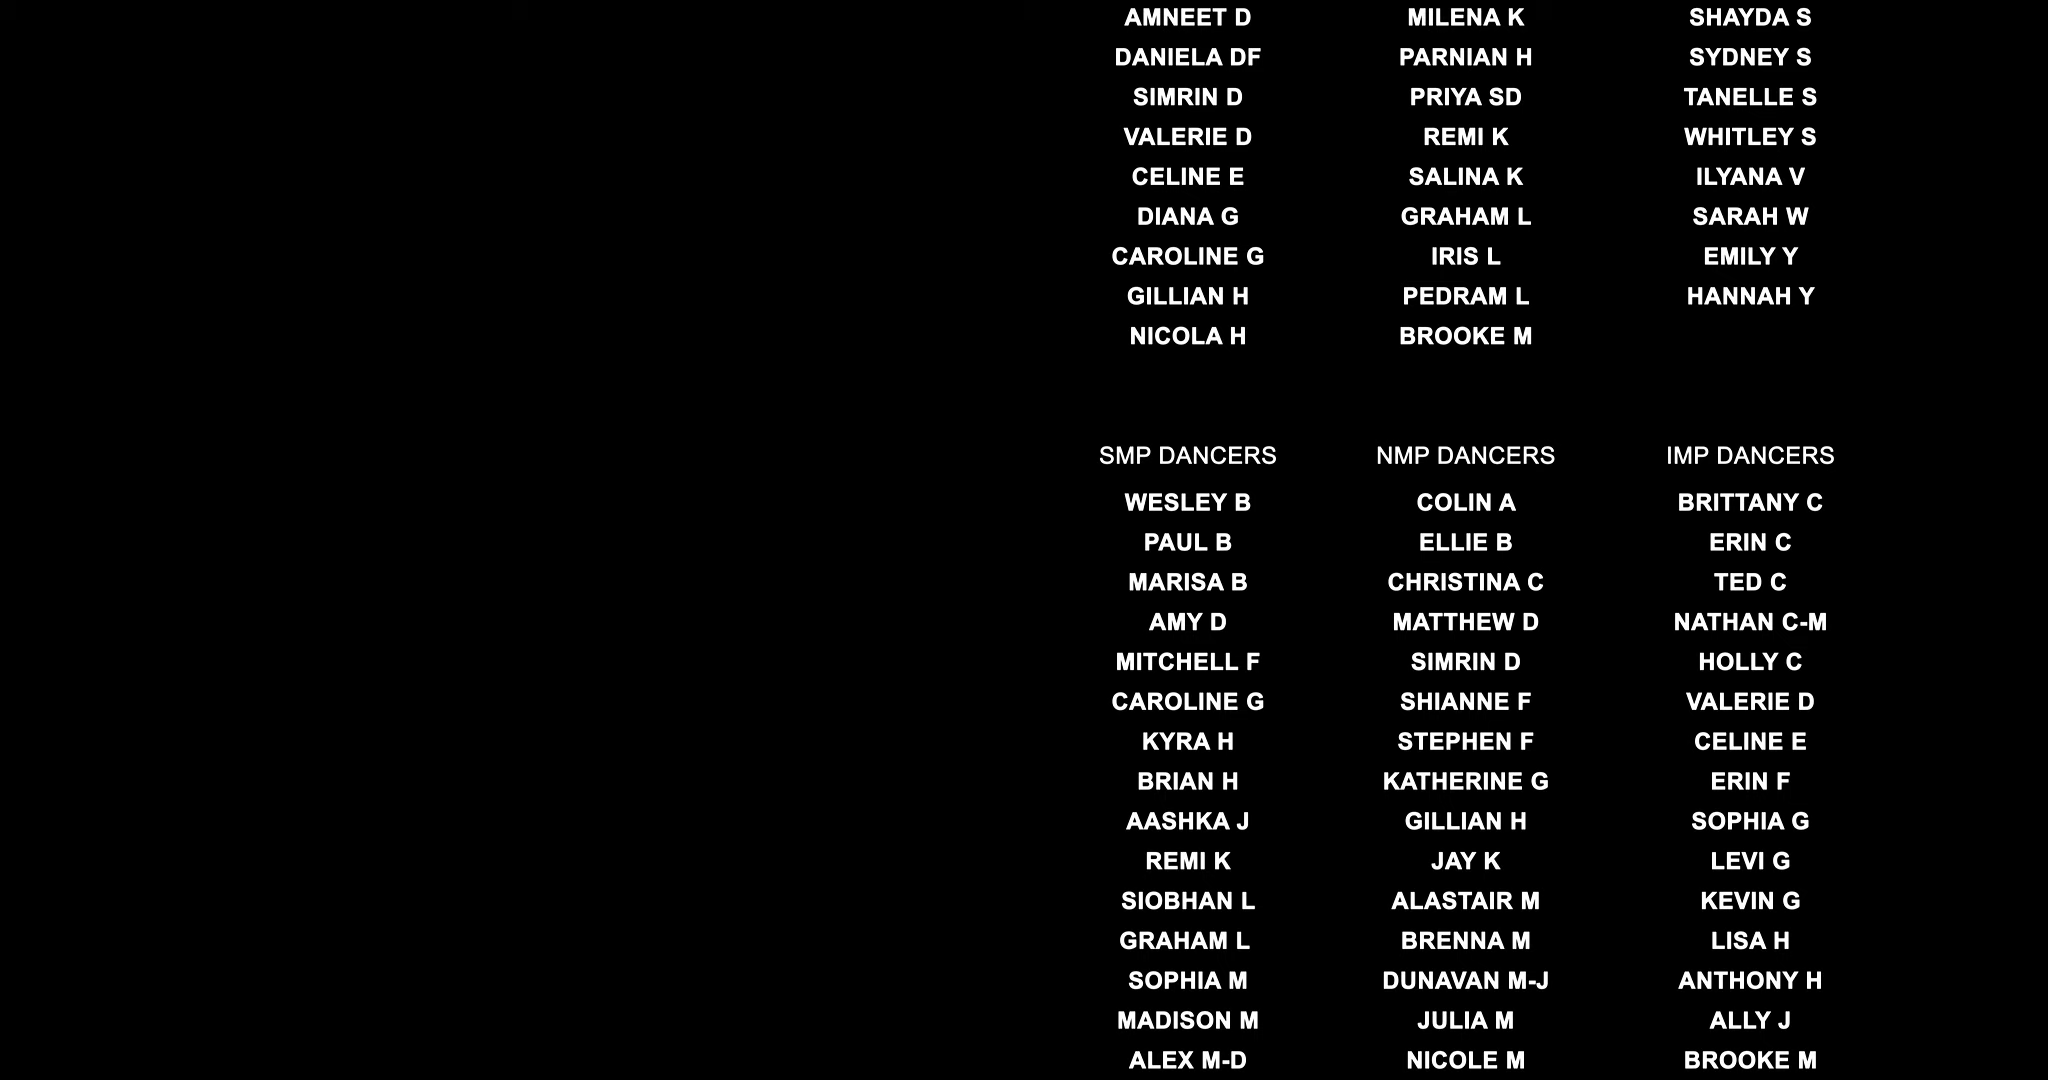 AMNEET D MILENA K SHAYDA S
DANIELA DF PARNIAN H SYDNEY S
SIMRIN D PRIYA SD TANELLE S
VALERIE D REMI K WHITLEY S
CELINE E SALINA K ILYANA V
DIANA G GRAHAM L SARAH W
CAROLINE G IRIS L EMILY Y
GILLIAN H PEDRAM L HANNAH Y
NICOLA H BROOKE M
SMP DANCERS NMP DANCERS IMP DANCERS
WESLEY B COLIN A BRITTANY C
PAUL B ELLIE B ERIN C
MARISA B CHRISTINA C TED C
AMY D MATTHEW D NATHAN C-M
MITCHELL F SIMRIN D HOLLY C
CAROLINE G SHIANNE F VALERIE D
KYRA H STEPHEN F CELINE E
BRIAN H KATHERINE G ERIN F
AASHKA J GILLIAN H SOPHIA G
REMI K JAY K LEVI G
SIOBHAN L ALASTAIR M KEVIN G
GRAHAM L BRENNA M LISA H
SOPHIA M DUNAVAN M-J ANTHONY H
MADISON M JULIA M ALLY J
ALEX M-D NICOLE M BROOKE M